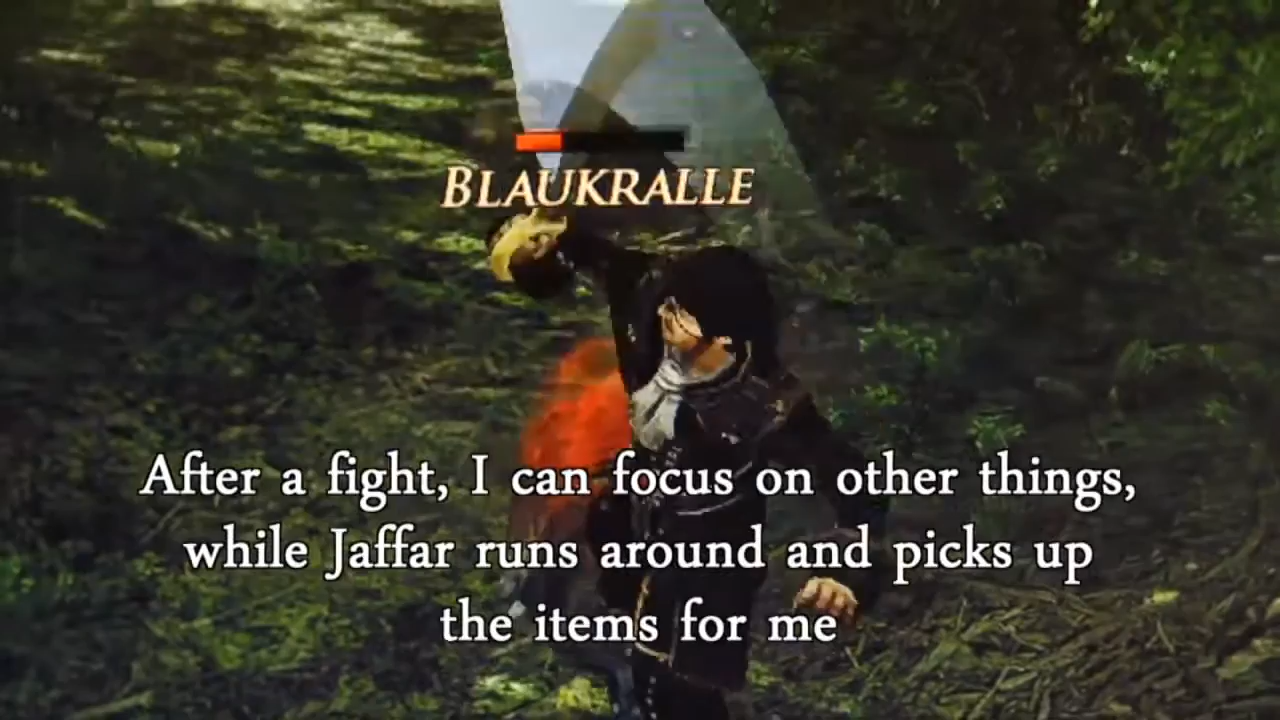 BLAUKRALLE
After a fight, I can focus on other things,
while Jaffar runs around and picks up
the items for me